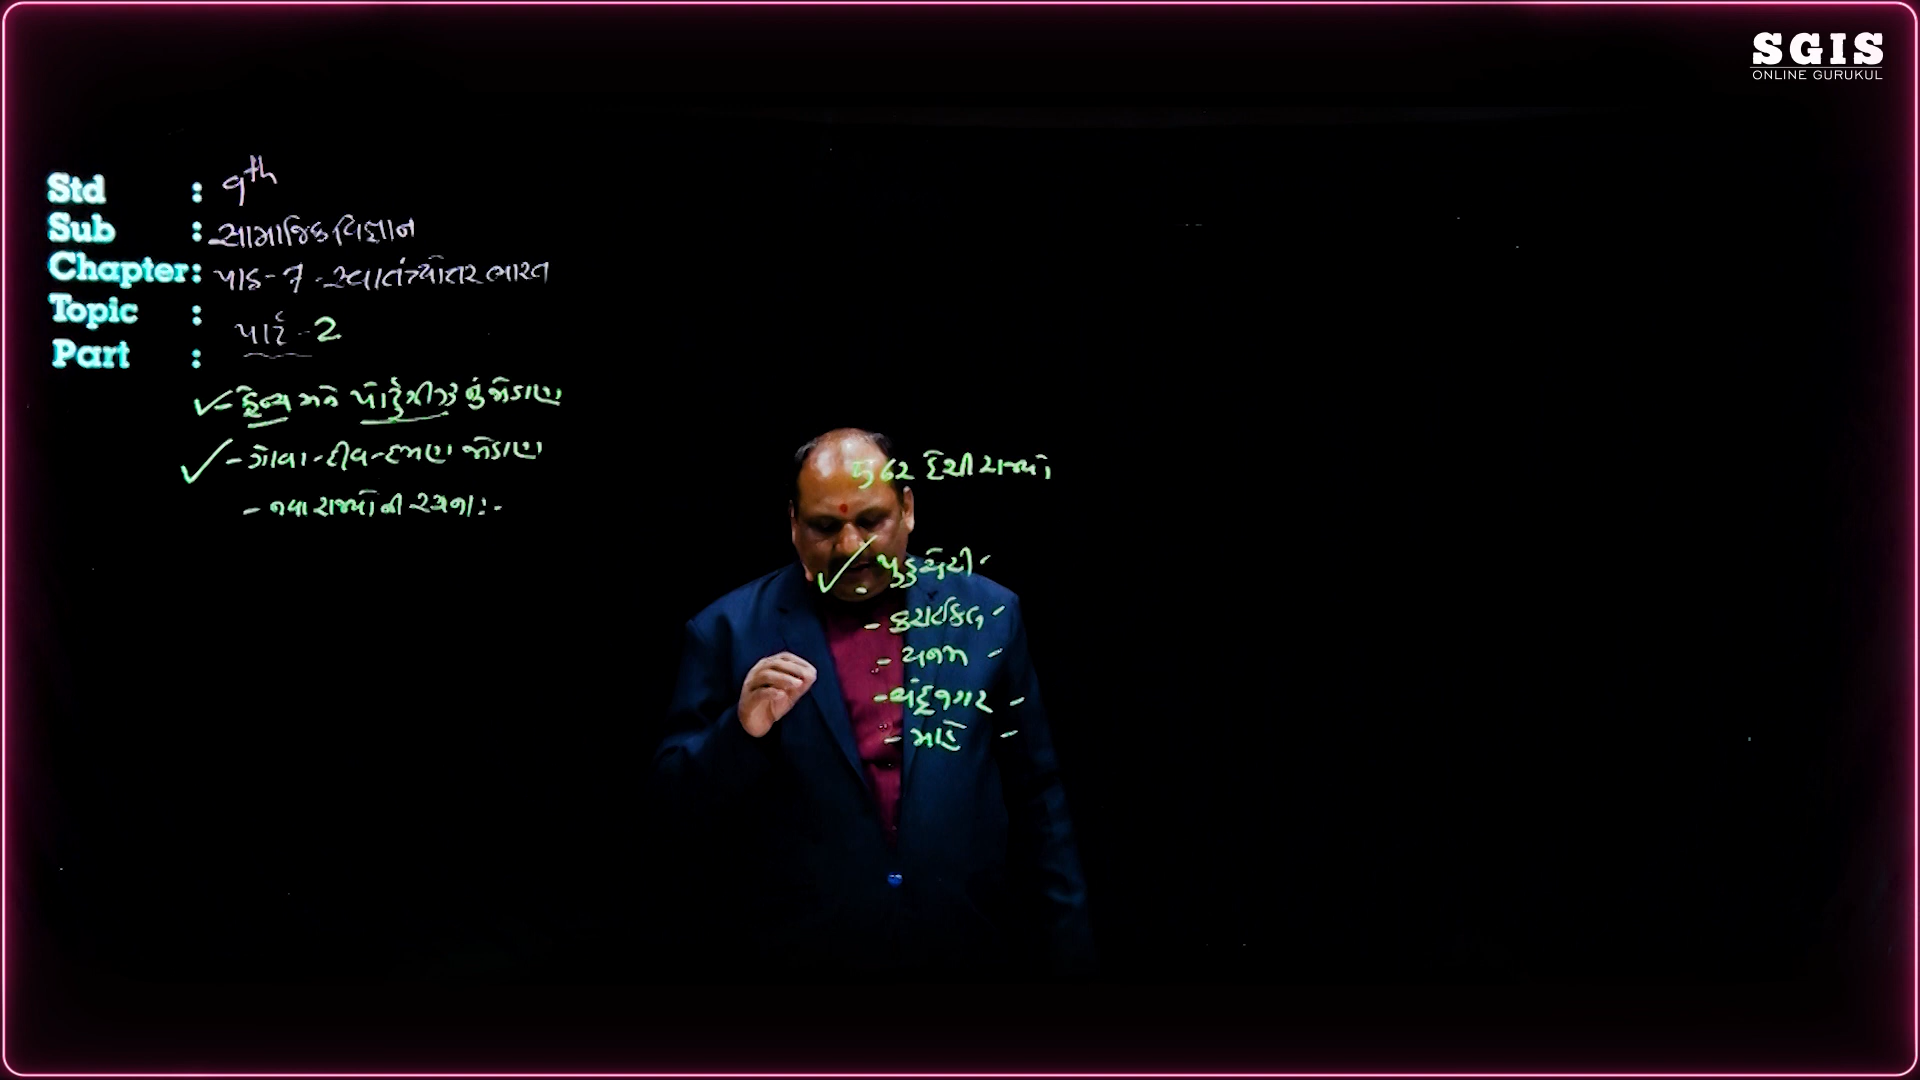 SGIS
ONLINE GURUKUL
Std : 9th
Sub : સામાજિક વિજ્ઞાન
Chapter : પાઠ-7 - સ્વાતંત્ર્યોત્તર ભારત
Topic :
પાર્ટ - 2
Part :
- ફ્રેન્ચ અને પોર્ટુગીઝ નું જોડાણ
- ગોવા - દીવ - દમણ જોડાણ
- નવા રાજ્યો ની રચના :-
562 દેશી રાજ્યો
પુડુચેરી
- કરાઈકલ
- યનમ
- ચંદ્રનગર
- માહે